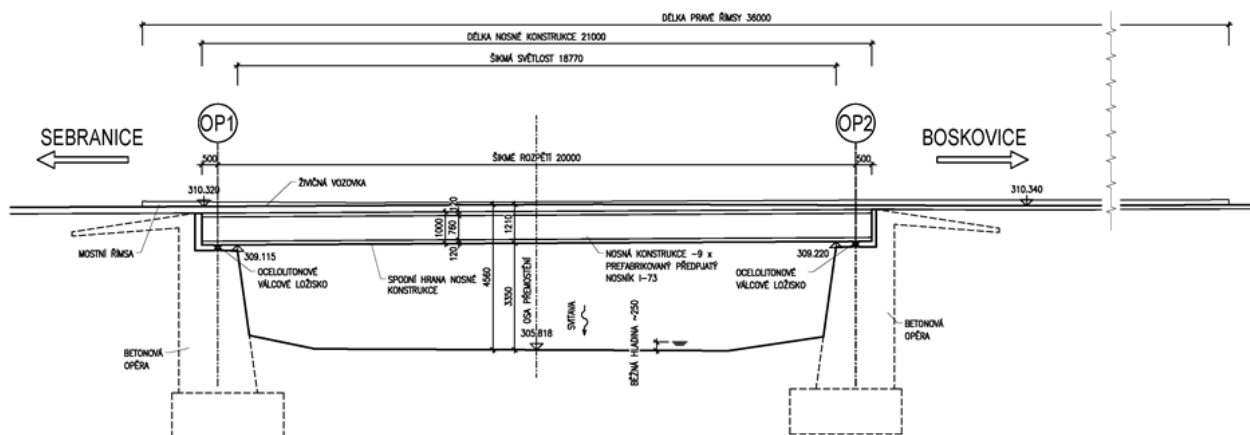 DÉLKA PRAVÉ ŘÍMSY 36000
DÉLKA NOSNÉ KONSTRUKCE 21000
ŠIKMÁ SVĚTLOST 18770
OP1
OP2
SEBRANICE
BOSKOVICE
500
ŠIKMÉ ROZPĚTÍ 20000
500
310.320
ŽIVIČNÁ VOZOVKA
310.340
120
1000
760
1210
120
MOSTNÍ ŘÍMSA
309.115
OCELOLITONOVÉ
VÁLCOVÉ LOŽISKO
SPODNÍ HRANA NOSNÉ
KONSTRUKCE
4560
3350
OSA PŘEMOSTĚNÍ
NOSNÁ KONSTRUKCE -9 x
PREFABRIKOVANÝ PŘEDPJATÝ
NOSNÍK I-73
309.220
OCELOLITONOVÉ
VÁLCOVÉ LOŽISKO
SVITAVA
305.818
BĚŽNÁ HLADINA ~250
BETONOVÁ
OPĚRA
BETONOVÁ
OPĚRA